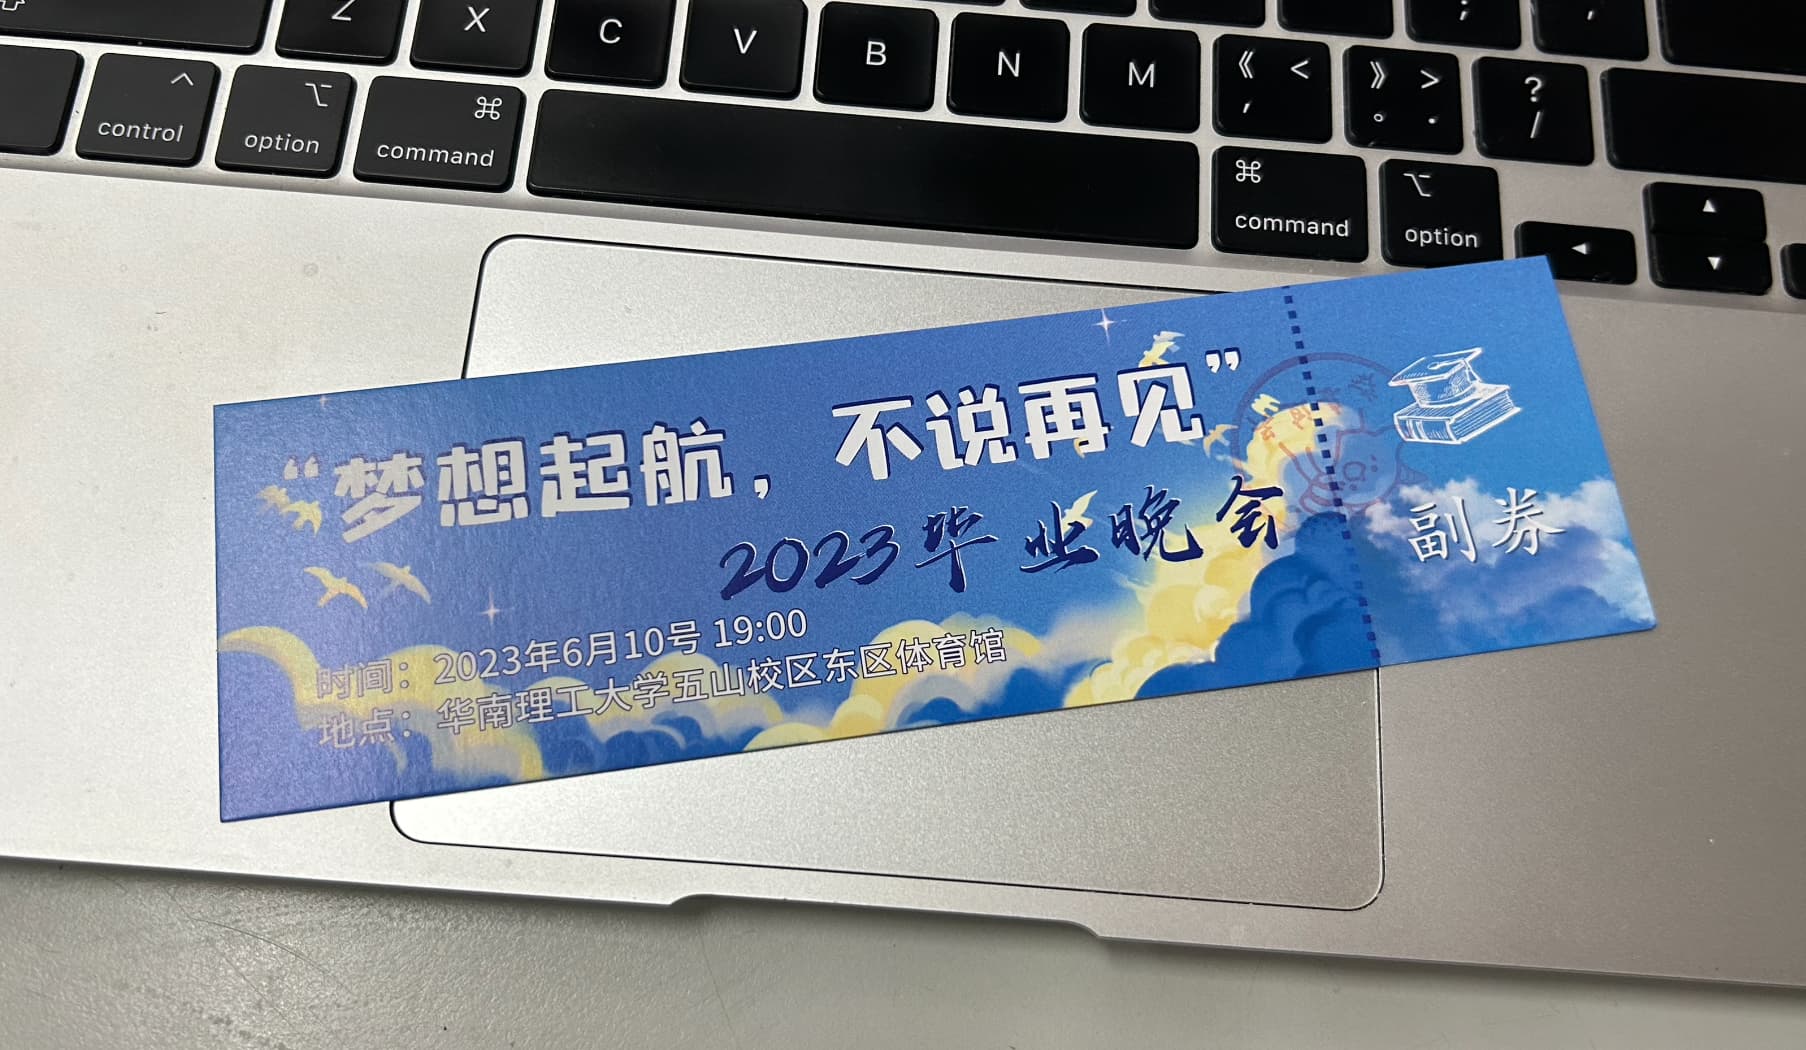 Z X C V B N M 《 < , 》 > 。 . ? /
control option command command option
“梦想起航，不说再见”
2023毕业晚会
时间：2023年6月10号 19:00
地点：华南理工大学五山校区东区体育馆
副券